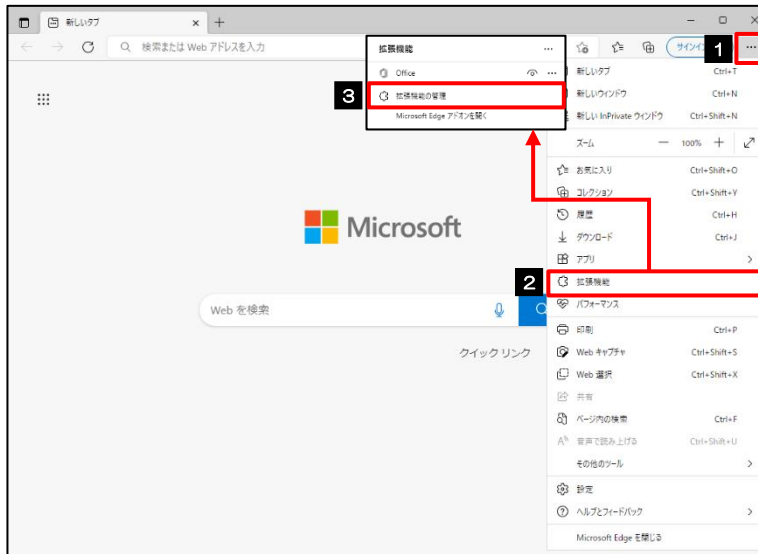 新しいタブ
検索または Web アドレスを入力
サインイン
1
拡張機能
Office
3
拡張機能の管理
Microsoft Edge アドオンを開く
新しいタブ Ctrl+T
新しいウィンドウ Ctrl+N
新しい InPrivate ウィンドウ Ctrl+Shift+N
ズーム 100%
お気に入り Ctrl+Shift+O
コレクション Ctrl+Shift+Y
履歴 Ctrl+H
ダウンロード Ctrl+J
アプリ
2
拡張機能
パフォーマンス
印刷 Ctrl+P
Web キャプチャ Ctrl+Shift+S
Web 選択 Ctrl+Shift+X
共有
ページ内の検索 Ctrl+F
音声で読み上げる Ctrl+Shift+U
その他のツール
設定
ヘルプとフィードバック
Microsoft Edge を閉じる
Microsoft
Web を検索
クイック リンク